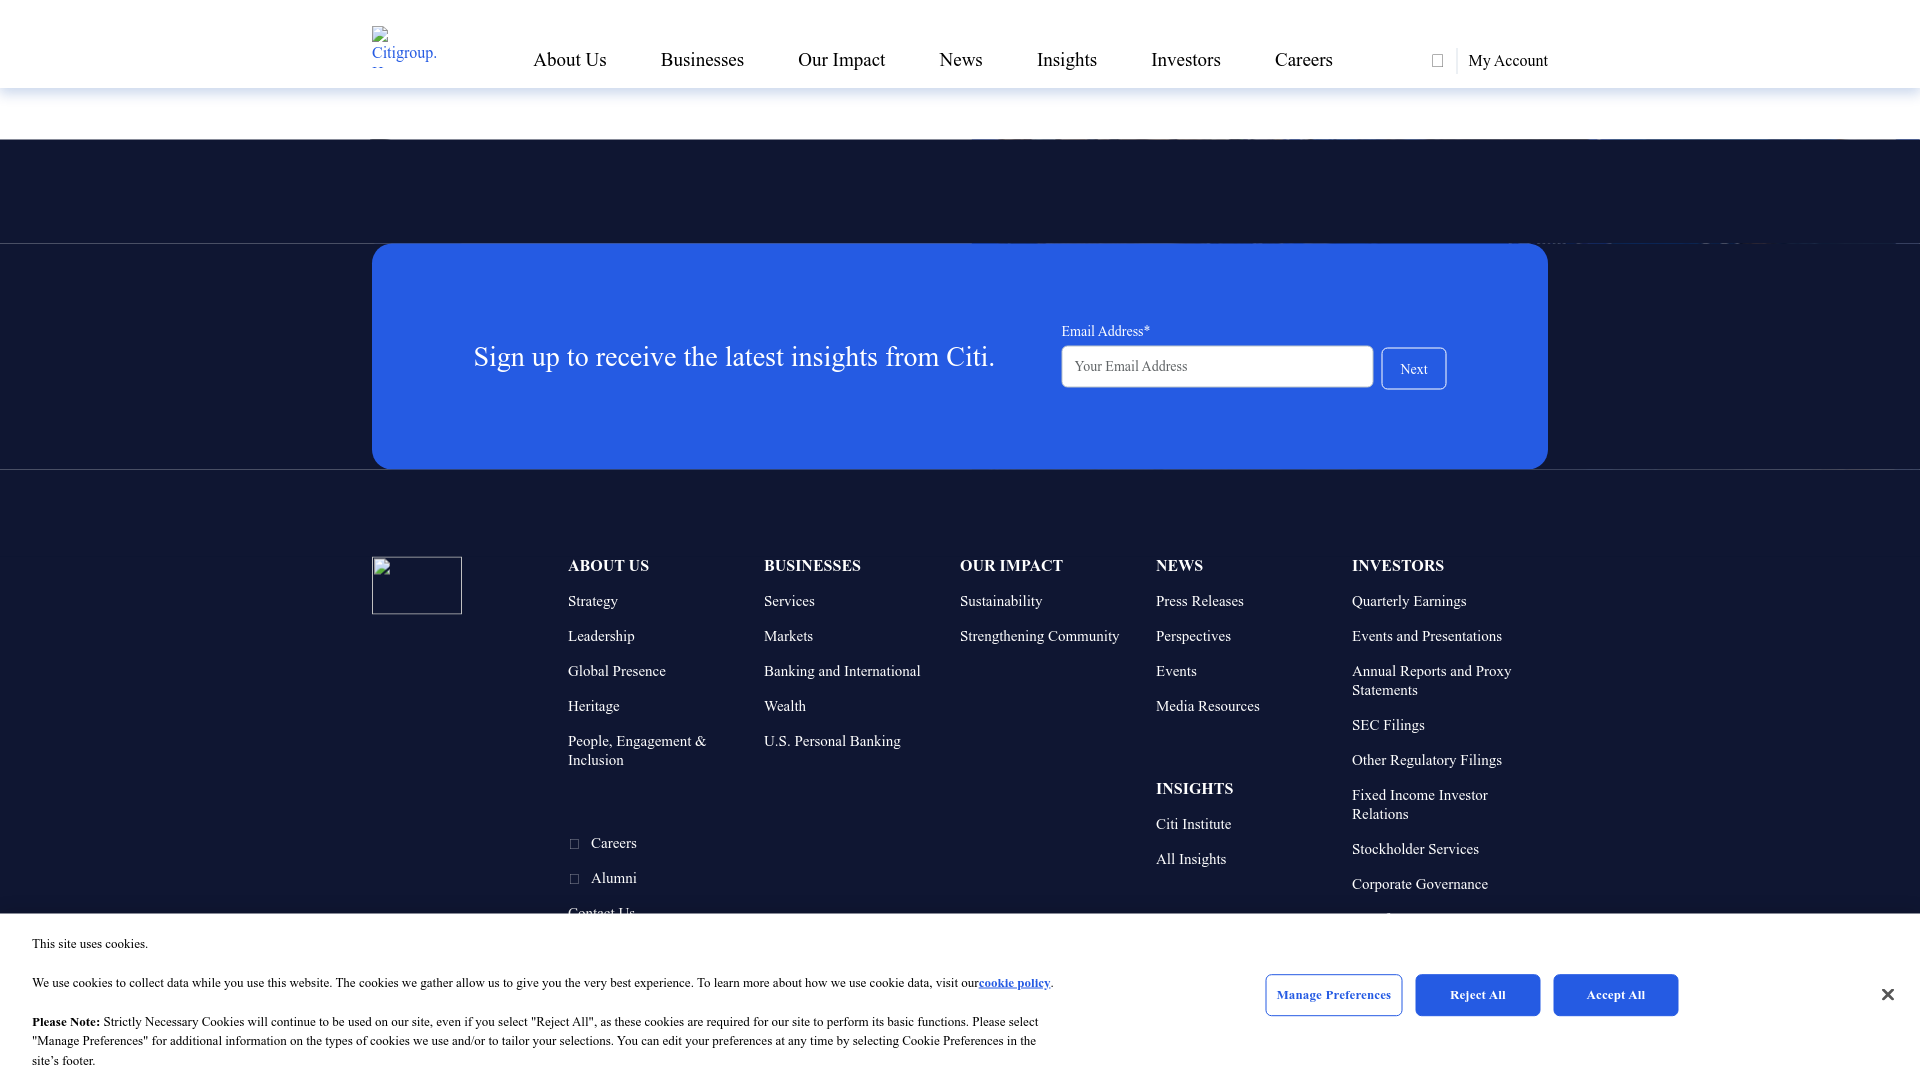 Citigroup.
About Us
Businesses
Our Impact
News
Insights
Investors
Careers
My Account
Sign up to receive the latest insights from Citi.
Email Address*
Your Email Address
Next
ABOUT US
Strategy
Leadership
Global Presence
Heritage
People, Engagement &
Inclusion
Careers
Alumni
Contact Us
BUSINESSES
Services
Markets
Banking and International
Wealth
U.S. Personal Banking
OUR IMPACT
Sustainability
Strengthening Community
NEWS
Press Releases
Perspectives
Events
Media Resources
INSIGHTS
Citi Institute
All Insights
INVESTORS
Quarterly Earnings
Events and Presentations
Annual Reports and Proxy
Statements
SEC Filings
Other Regulatory Filings
Fixed Income Investor
Relations
Stockholder Services
Corporate Governance
This site uses cookies.
We use cookies to collect data while you use this website. The cookies we gather allow us to give you the very best experience. To learn more about how we use cookie data, visit ourcookie policy.
Please Note: Strictly Necessary Cookies will continue to be used on our site, even if you select "Reject All", as these cookies are required for our site to perform its basic functions. Please select
"Manage Preferences" for additional information on the types of cookies we use and/or to tailor your selections. You can edit your preferences at any time by selecting Cookie Preferences in the
site’s footer.
Manage Preferences
Reject All
Accept All